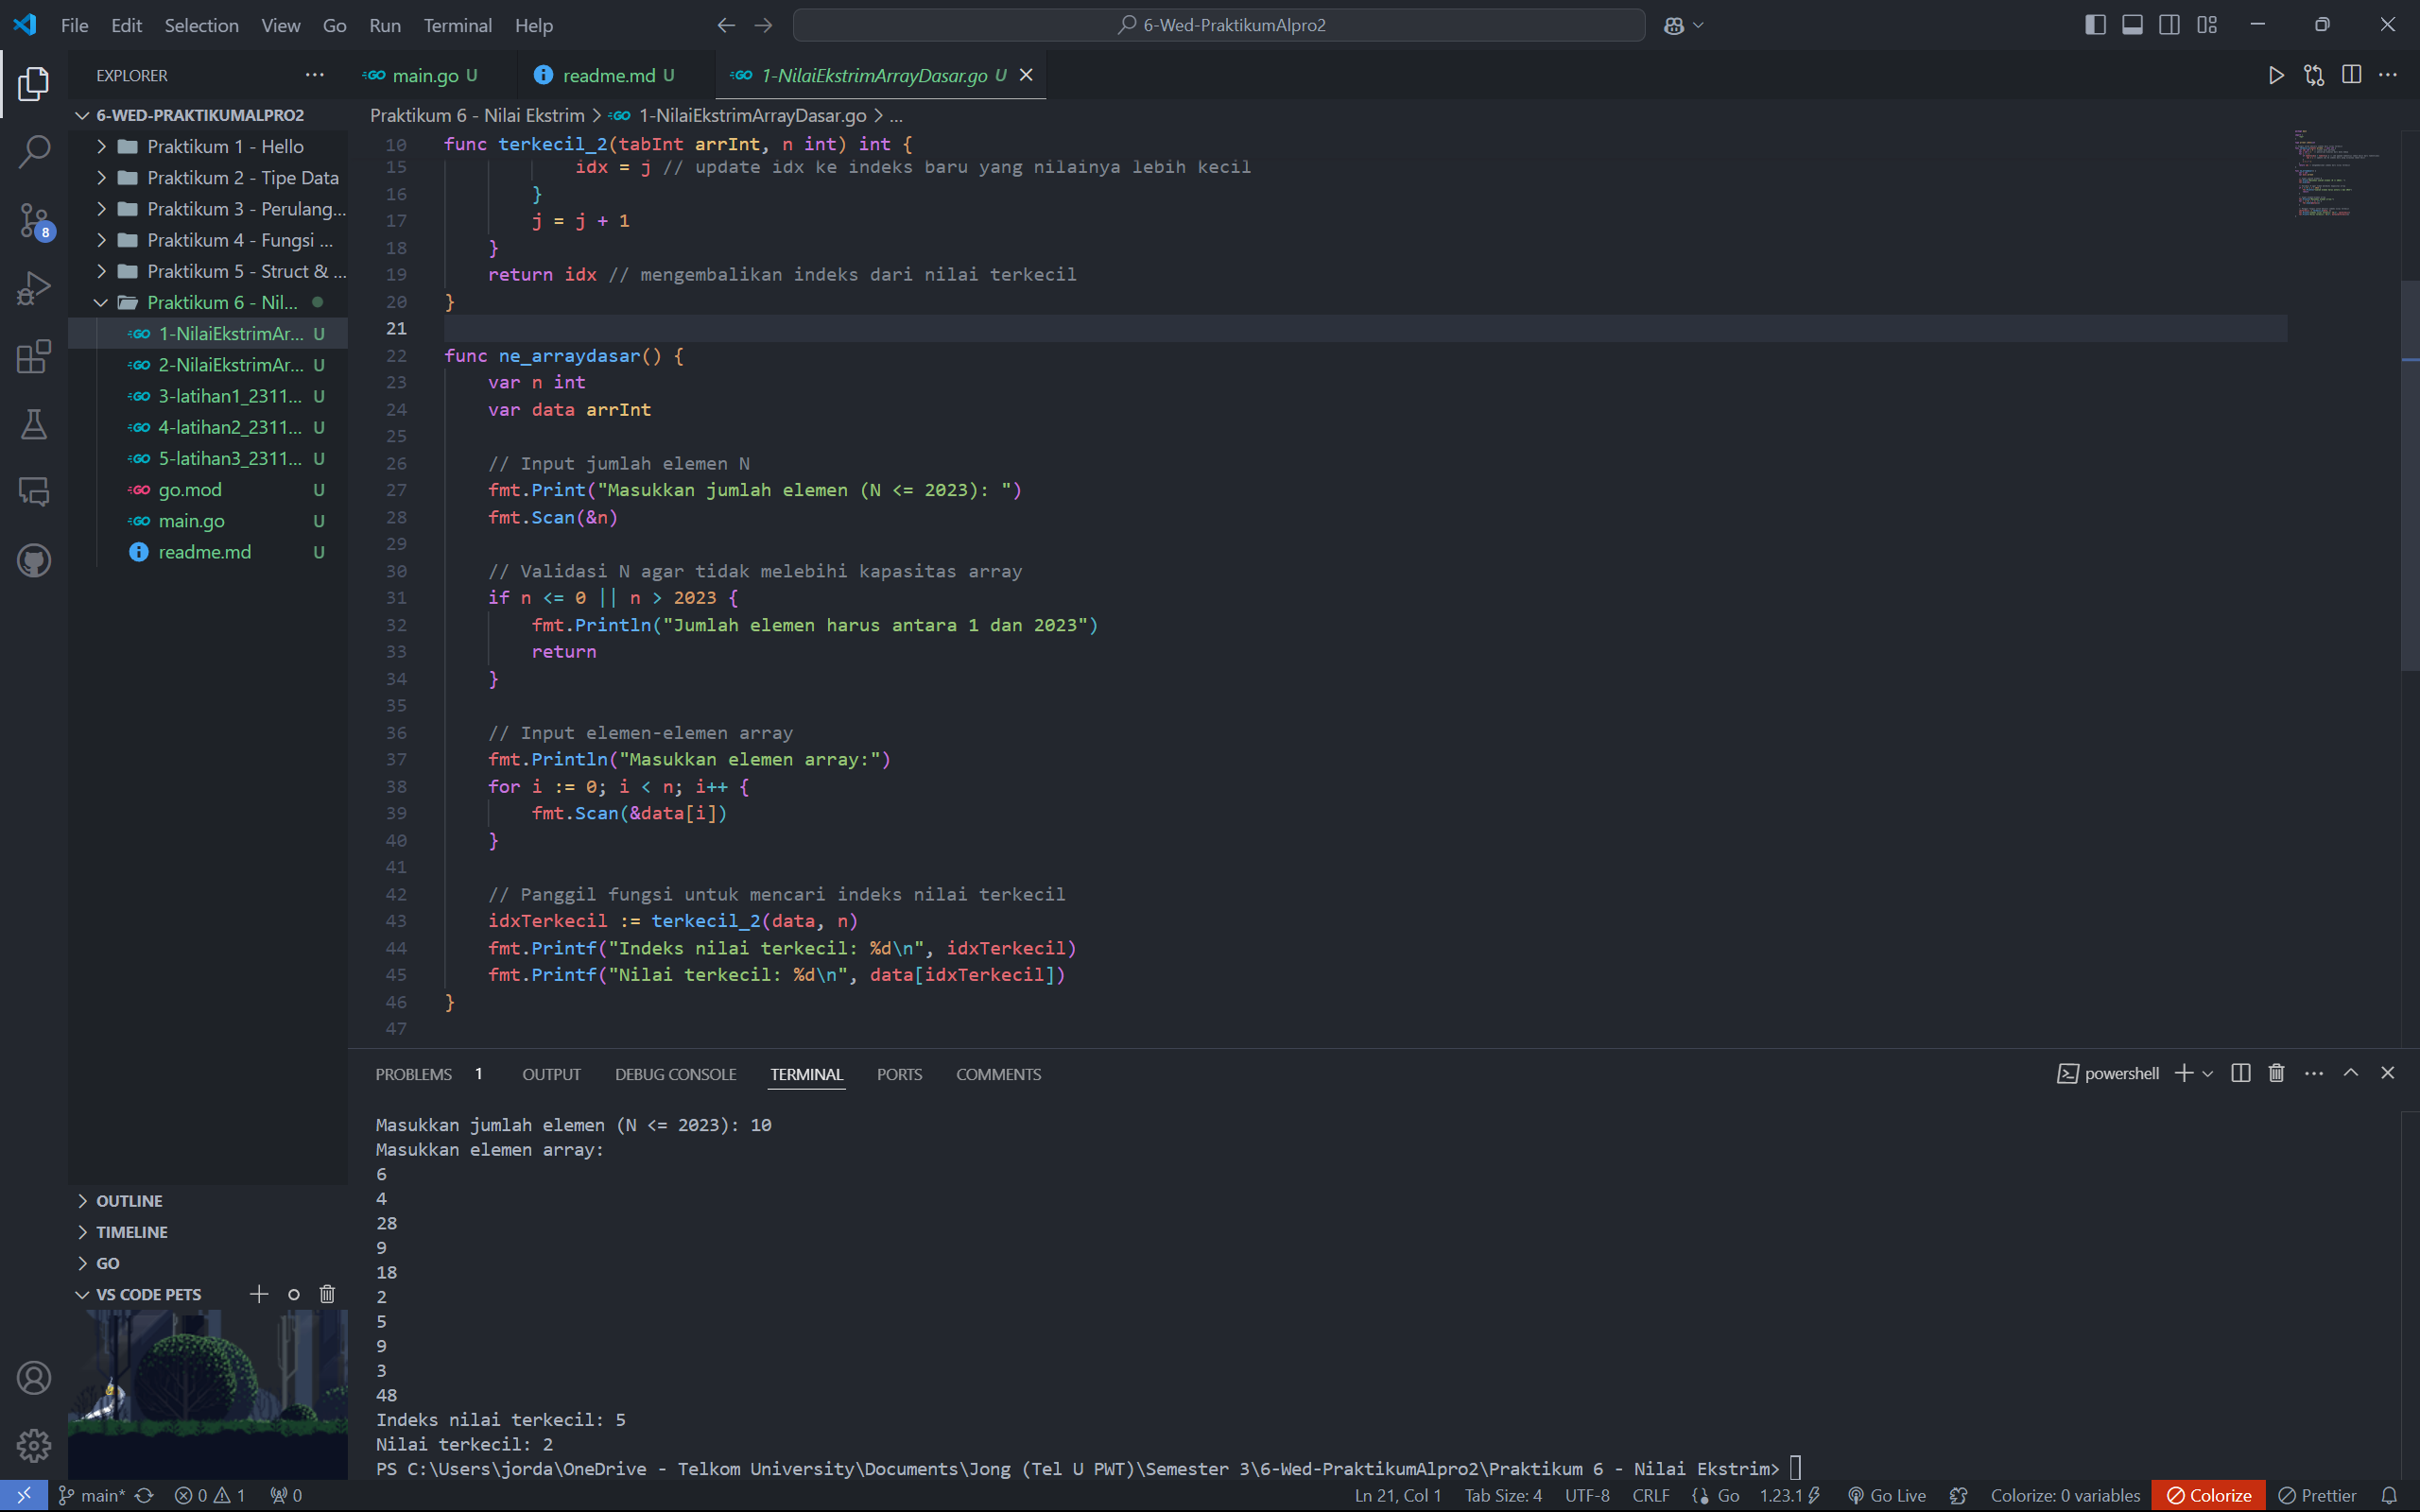 File Edit Selection View Go Run Terminal Help
6-Wed-PraktikumAlpro2
EXPLORER
main.go U
readme.md U
1-NilaiEkstrimArrayDasar.go U
6-WED-PRAKTIKUMALPRO2
Praktikum 6 - Nilai Ekstrim > 1-NilaiEkstrimArrayDasar.go > ...
8
Praktikum 1 - Hello
Praktikum 2 - Tipe Data
Praktikum 3 - Perulang...
Praktikum 4 - Fungsi ...
Praktikum 5 - Struct & ...
Praktikum 6 - Nil...
1-NilaiEkstrimAr... U
2-NilaiEkstrimAr... U
3-latihan1_2311... U
4-latihan2_2311... U
5-latihan3_2311... U
go.mod U
main.go U
readme.md U
OUTLINE
TIMELINE
GO
VS CODE PETS
10 func terkecil_2(tabInt arrInt, n int) int {
15 idx = j // update idx ke indeks baru yang nilainya lebih kecil
16 }
17 j = j + 1
18 }
19 return idx // mengembalikan indeks dari nilai terkecil
20 }
21
22 func ne_arraydasar() {
23 var n int
24 var data arrInt
25
26 // Input jumlah elemen N
27 fmt.Print("Masukkan jumlah elemen (N <= 2023): ")
28 fmt.Scan(&n)
29
30 // Validasi N agar tidak melebihi kapasitas array
31 if n <= 0 || n > 2023 {
32 fmt.Println("Jumlah elemen harus antara 1 dan 2023")
33 return
34 }
35
36 // Input elemen-elemen array
37 fmt.Println("Masukkan elemen array:")
38 for i := 0; i < n; i++ {
39 fmt.Scan(&data[i])
40 }
41
42 // Panggil fungsi untuk mencari indeks nilai terkecil
43 idxTerkecil := terkecil_2(data, n)
44 fmt.Printf("Indeks nilai terkecil: %d\n", idxTerkecil)
45 fmt.Printf("Nilai terkecil: %d\n", data[idxTerkecil])
46 }
47
PROBLEMS 1 OUTPUT DEBUG CONSOLE TERMINAL PORTS COMMENTS
powershell
Masukkan jumlah elemen (N <= 2023): 10
Masukkan elemen array:
6
4
28
9
18
2
5
9
3
48
Indeks nilai terkecil: 5
Nilai terkecil: 2
PS C:\Users\jorda\OneDrive - Telkom University\Documents\Jong (Tel U PWT)\Semester 3\6-Wed-PraktikumAlpro2\Praktikum 6 - Nilai Ekstrim>
main* 0 1 0 Ln 21, Col 1 Tab Size: 4 UTF-8 CRLF Go 1.23.1 Go Live Colorize: 0 variables Colorize Prettier